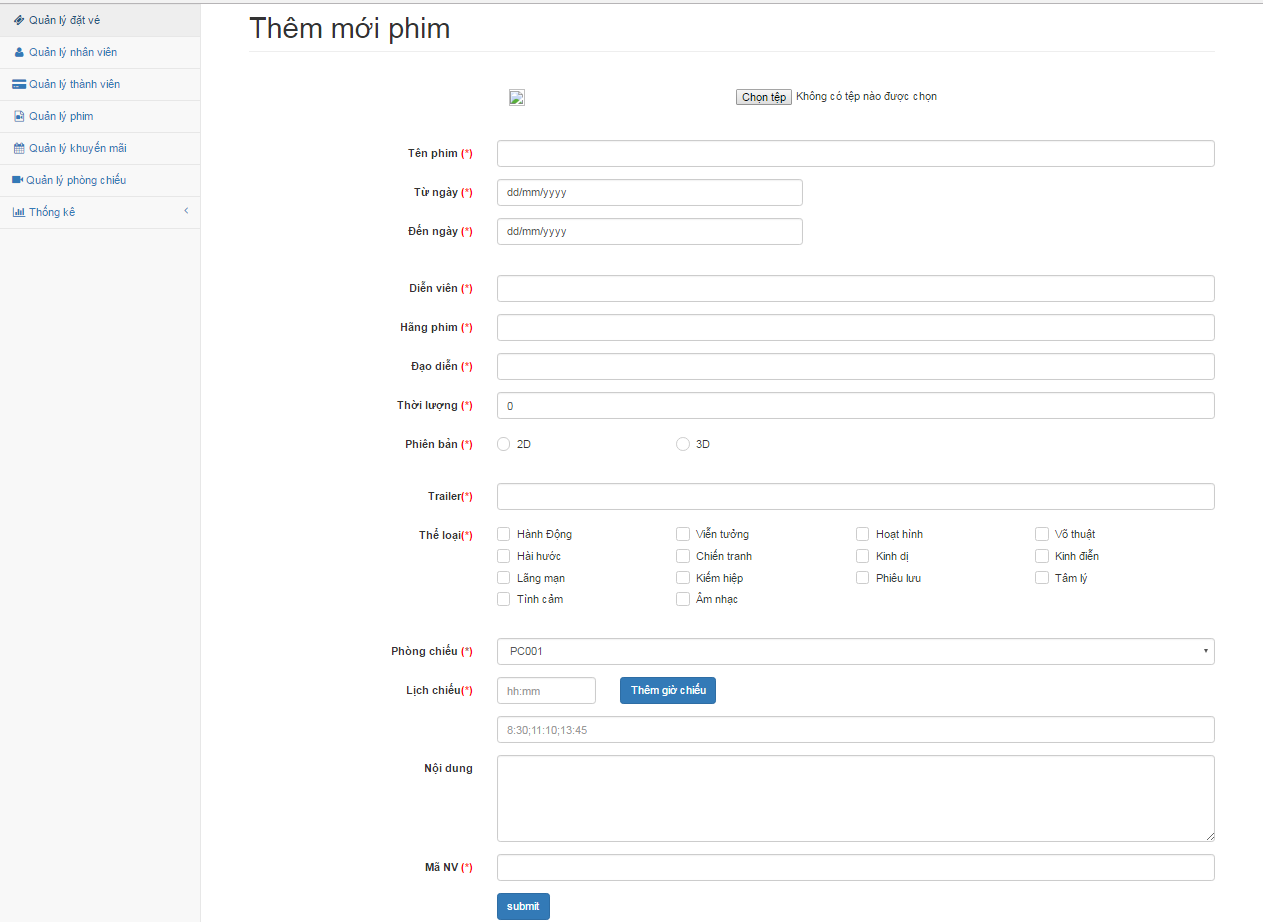 Quản lý đặt vé
Quản lý nhân viên
Quản lý thành viên
Quản lý phim
Quản lý khuyến mãi
Quản lý phòng chiếu
Thống kê
Thêm mới phim
Chọn tệp Không có tệp nào được chọn
Tên phim (*)
Từ ngày (*) dd/mm/yyyy
Đến ngày (*) dd/mm/yyyy
Diễn viên (*)
Hãng phim (*)
Đạo diễn (*)
Thời lượng (*) 0
Phiên bản (*) 2D 3D
Trailer(*)
Thể loại(*) Hành Động Viễn tưởng Hoạt hình Võ thuật
Hài hước Chiến tranh Kinh dị Kinh điển
Lãng mạn Kiếm hiệp Phiêu lưu Tâm lý
Tình cảm Âm nhạc
Phòng chiếu (*) PC001
Lịch chiếu(*) hh:mm Thêm giờ chiếu
8:30;11:10;13:45
Nội dung
Mã NV (*)
submit